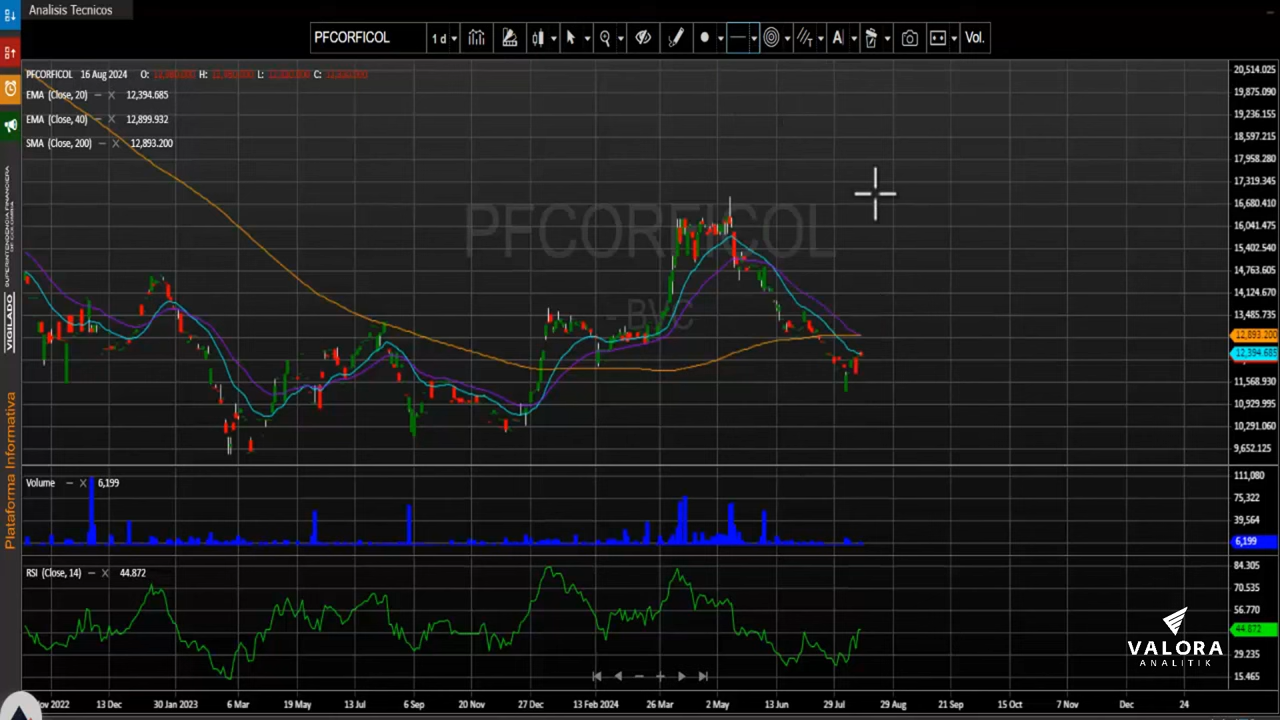 Analisis Tecnicos
PFCORFICOL
1 d
A
Vol.
PFCORFICOL 16 Aug 2024 O: H: L: C:
EMA (Close, 20) 12,394.685
EMA (Close, 40) 12,899.932
SMA (Close, 200) 12,893.200
PFCORFICOL
- BVC
20,514.025
19,875.090
19,236.155
18,597.215
17,958.280
17,319.345
16,680.410
16,041.475
15,402.540
14,763.605
14,124.670
13,485.735
12,893.200
12,394.685
11,568.930
10,929.995
10,291.060
9,652.125
VIGILADO
Plataforma Informativa
Volume 6,199
111,080
75,322
39,564
6,199
RSI (Close, 14) 44.872
84.305
70.535
56.770
44.872
29.235
15.465
VALORA
ANALITIK
Nov 2022 13 Dec 30 Jan 2023 6 Mar 19 May 13 Jul 6 Sep 20 Nov 27 Dec 13 Feb 2024 26 Mar 2 May 13 Jun 29 Jul 29 Aug 21 Sep 15 Oct 7 Nov Dec 24